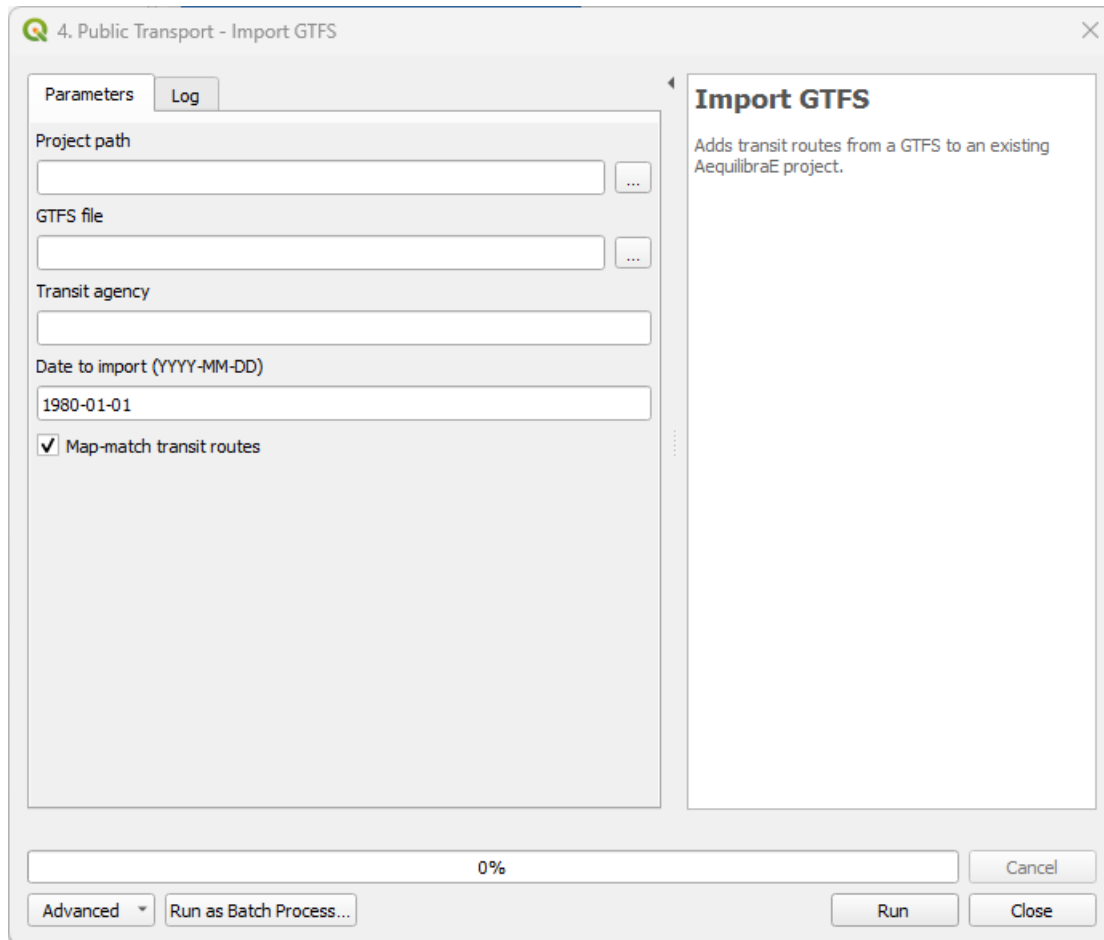 4. Public Transport - Import GTFS
Parameters
Log
Project path
...
GTFS file
...
Transit agency
Date to import (YYYY-MM-DD)
1980-01-01
Map-match transit routes
Import GTFS
Adds transit routes from a GTFS to an existing
AequilibraE project.
0%
Cancel
Advanced
Run as Batch Process...
Run
Close